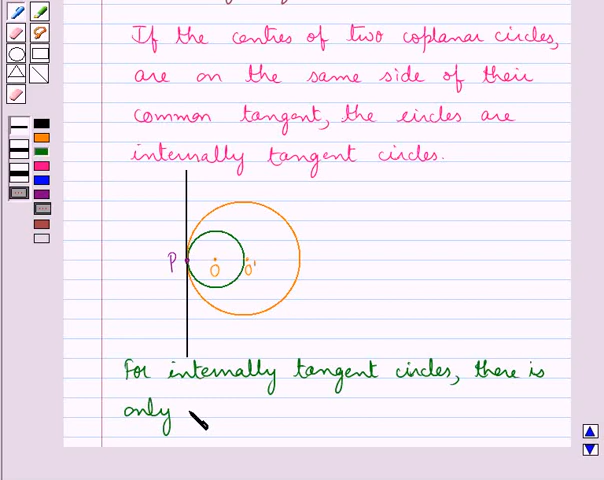 If the centres of two coplanar circles,
are on the same side of their
common tangent, the circles are
internally tangent circles.
P O O'
For internally tangent circles, there is
only